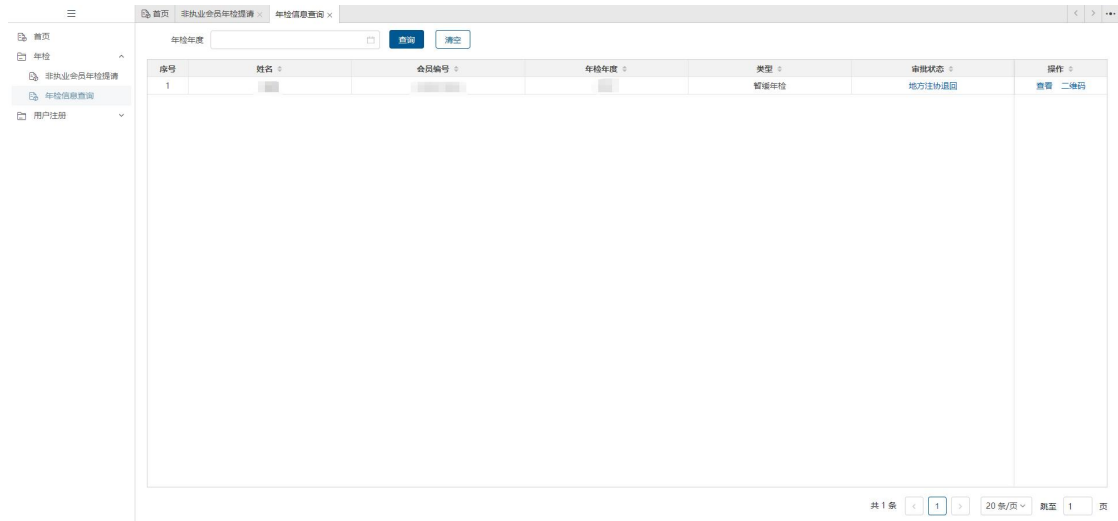 首页 非执业会员年检提请 年检信息查询
首页
年检
非执业会员年检提请
年检信息查询
用户注册
年检年度 查询 清空
序号 姓名 会员编号 年检年度 类型 审批状态 操作
1 暂缓年检 地方注协退回 查看 二维码
共 1 条 1 20 条/页 跳至 1 页